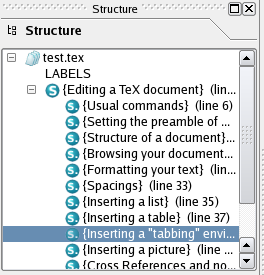 Structure
Structure
test.tex
LABELS
{Editing a TeX document} (lin...
{Usual commands} (line 6)
{Setting the preamble of ...
{Structure of a document}...
{Browsing your document...
{Formatting your text} (lin...
{Spacings} (line 33)
{Inserting a list} (line 35)
{Inserting a table} (line 37)
{Inserting a "tabbing" envi...
{Inserting a picture} (line ...
{Cross References and no...